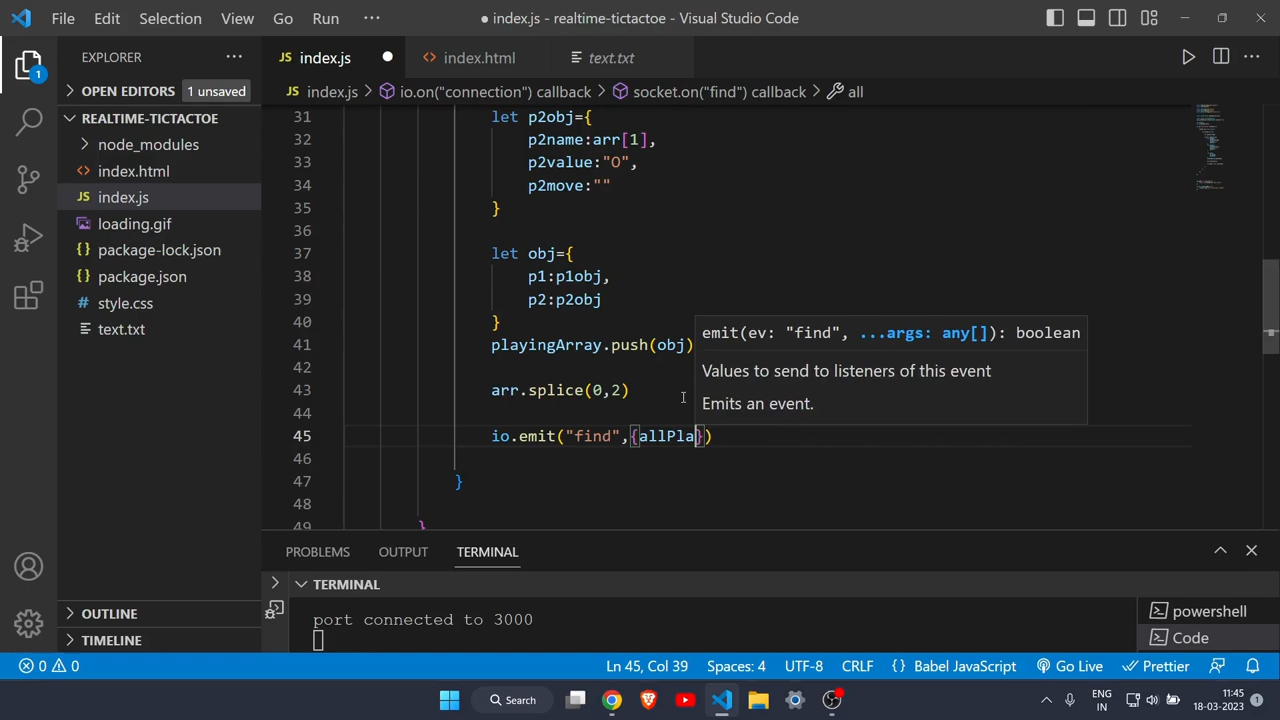 File Edit Selection View Go Run ··· ● index.js - realtime-tictactoe - Visual Studio Code
EXPLORER ···
JS index.js ● <> index.html text.txt ···
OPEN EDITORS 1 unsaved
JS index.js > io.on("connection") callback > socket.on("find") callback > all
REALTIME-TICTACTOE
node_modules
<> index.html
JS index.js
loading.gif
{} package-lock.json
{} package.json
# style.css
text.txt
OUTLINE
TIMELINE
1
31 let p2obj={
32 p2name:arr[1],
33 p2value:"O",
34 p2move:""
35 }
36
37 let obj={
38 p1:p1obj,
39 p2:p2obj
40 }
41 playingArray.push(obj)
42
43 arr.splice(0,2)
44
45 io.emit("find",{allPla})
46
47 }
48
49 }
emit(ev: "find", ...args: any[]): boolean
Values to send to listeners of this event
Emits an event.
PROBLEMS OUTPUT TERMINAL
TERMINAL
port connected to 3000
powershell
Code
0 0 Ln 45, Col 39 Spaces: 4 UTF-8 CRLF {} Babel JavaScript Go Live Prettier
Search
ENG
IN
11:45
18-03-2023
1